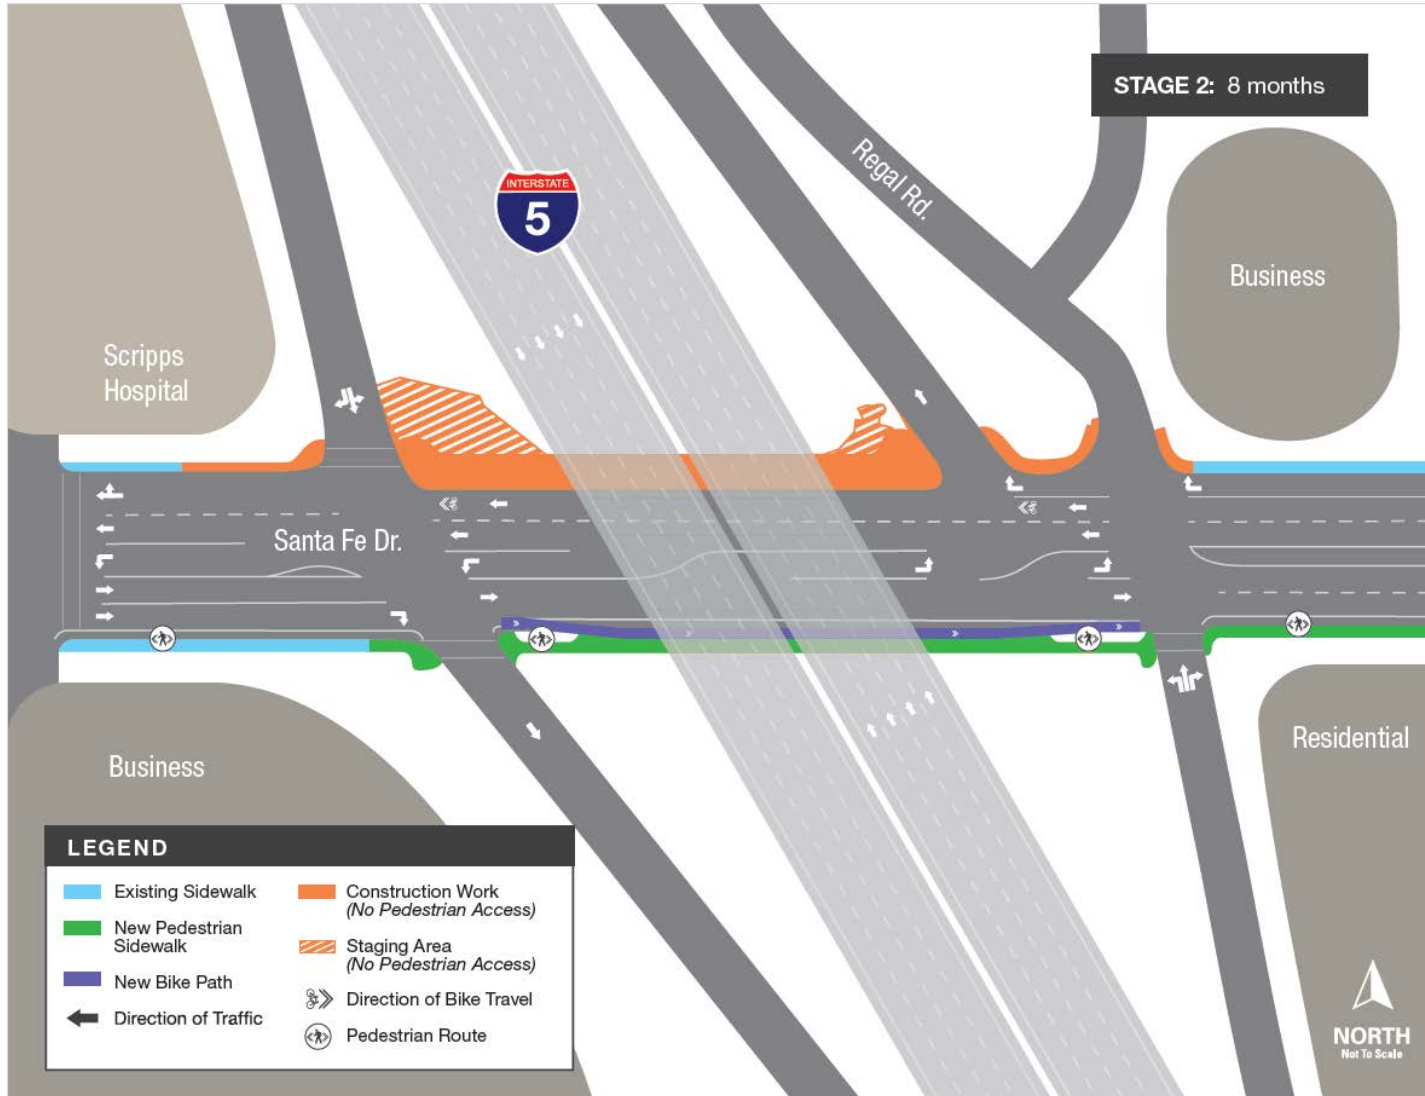 STAGE 2: 8 months
Regal Rd.
INTERSTATE
5
Business
Scripps
Hospital
Santa Fe Dr.
Residential
Business
LEGEND
Existing Sidewalk
New Pedestrian
Sidewalk
New Bike Path
Direction of Traffic
Construction Work
(No Pedestrian Access)
Staging Area
(No Pedestrian Access)
Direction of Bike Travel
Pedestrian Route
NORTH
Not To Scale